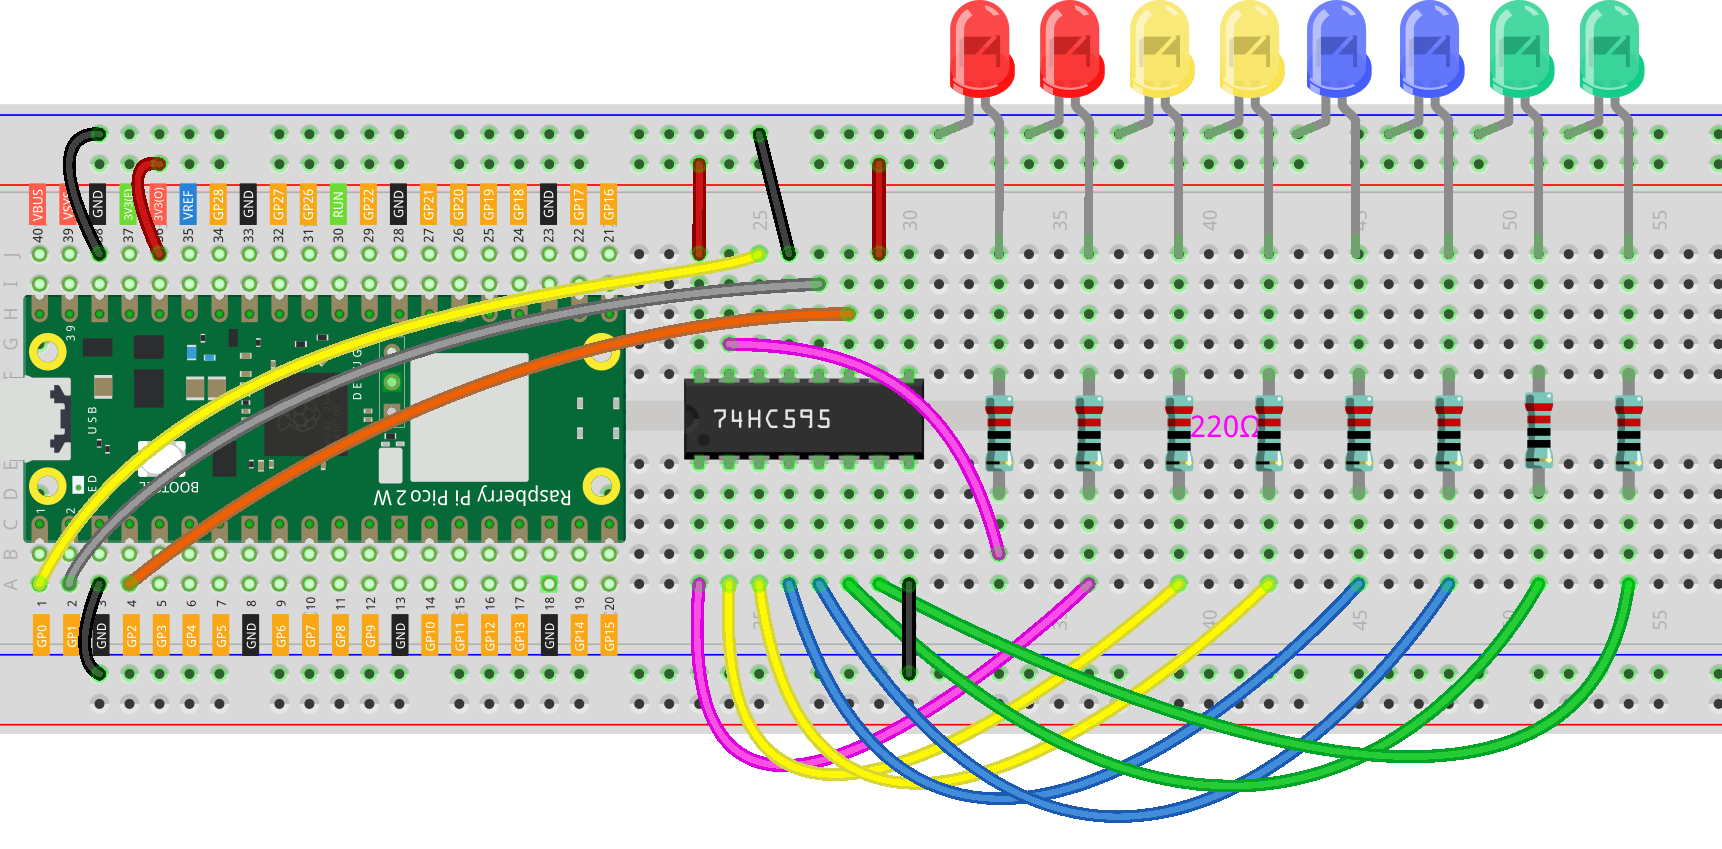 VBUS VSYS GND 3V3(E) 3V3(O) VREF GP28 GND GP27 GP26 RUN GP22 GND GP21 GP20 GP19 GP18 GND GP17 GP16
40 39 38 37 36 35 34 33 32 31 30 29 28 27 26 25 24 23 22 21
25 30 35 40 45 50 55
J
I
H
G
F
39
DEBUG
USB
74HC595
220Ω
E
D
C
B
A
LED
BOOTSEL
Raspberry Pi Pico 2 W
1 2
1 2 3 4 5 6 7 8 9 10 11 12 13 14 15 16 17 18 19 20
GP0 GP1 GND GP2 GP3 GP4 GP5 GND GP6 GP7 GP8 GP9 GND GP10 GP11 GP12 GP13 GND GP14 GP15
25 35 40 45 50 55